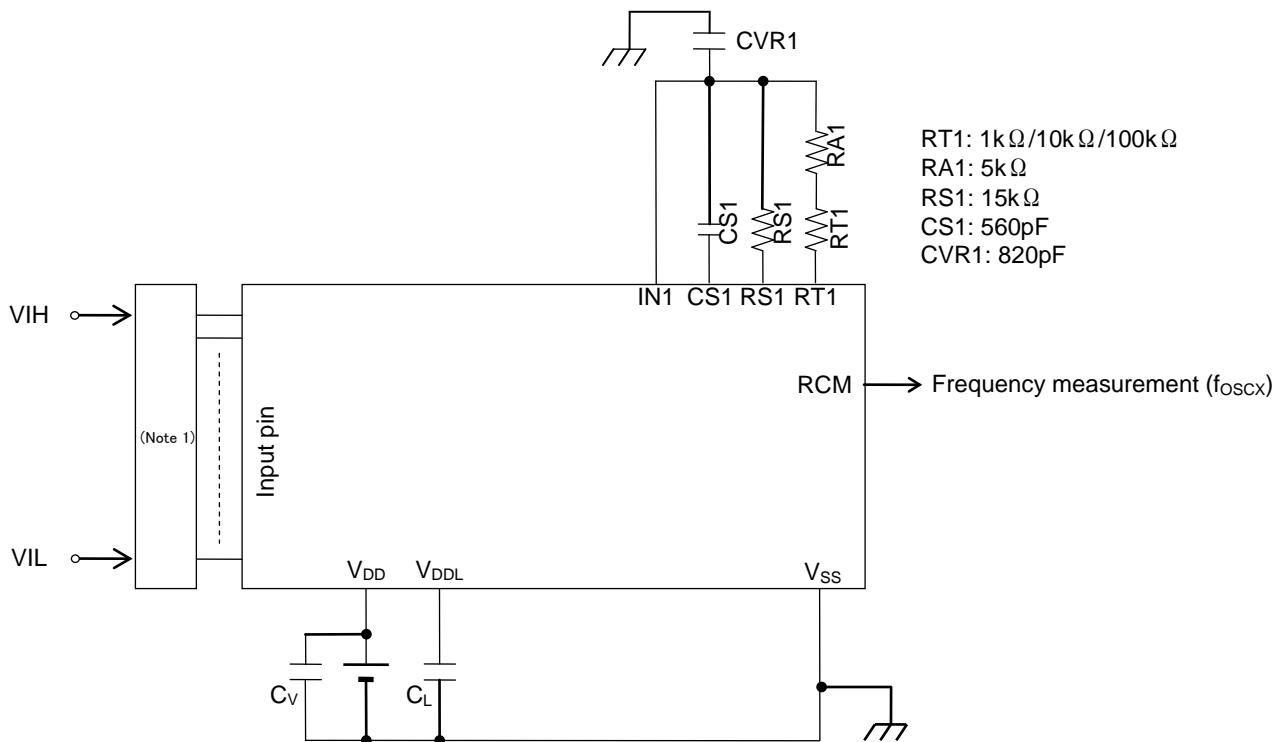 CVR1
RA1
CS1
RS1
RT1
RT1: 1kΩ/10kΩ/100kΩ
RA1: 5kΩ
RS1: 15kΩ
CS1: 560pF
CVR1: 820pF
IN1 CS1 RS1 RT1
VIH
RCM
Frequency measurement (fOSCX)
(Note 1)
Input pin
VIL
VDD VDDL VSS
CV
CL